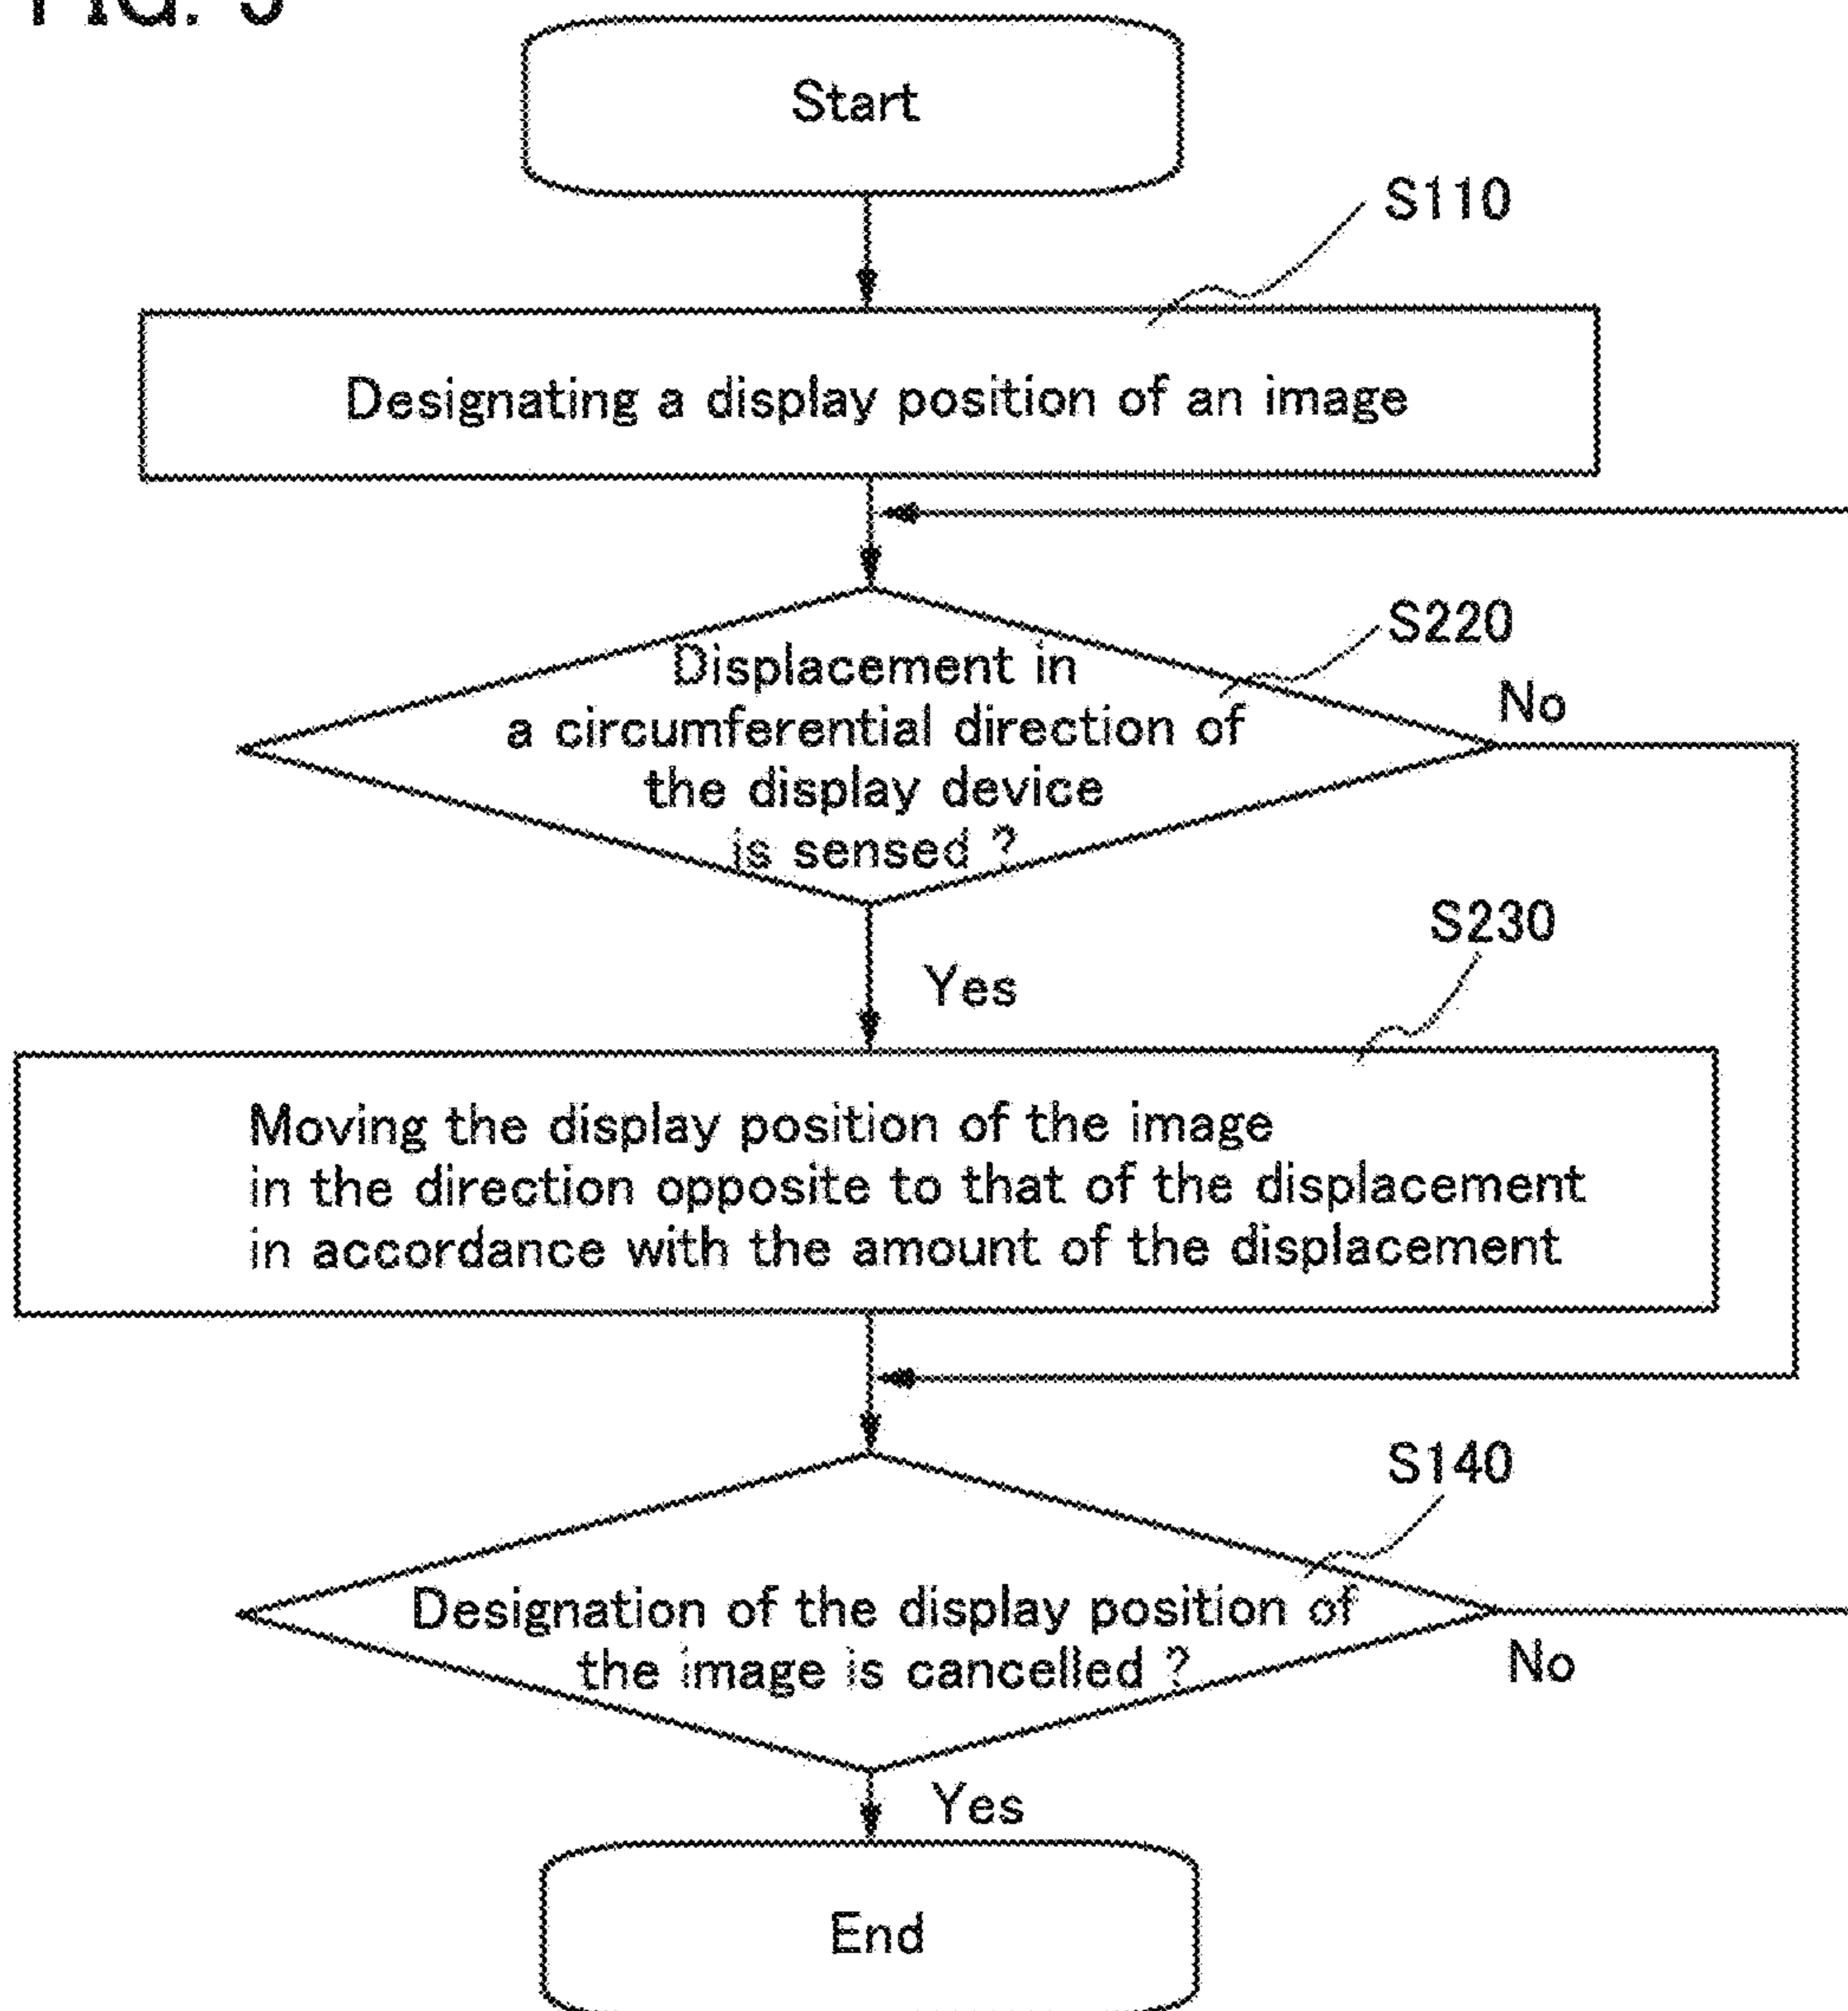 Start
S110
Designating a display position of an image
S220
Displacement in
a circumferential direction of
the display device
is sensed ?
No
Yes
S230
Moving the display position of the image
in the direction opposite to that of the displacement
in accordance with the amount of the displacement
S140
Designation of the display position of
the image is cancelled ?
No
Yes
End